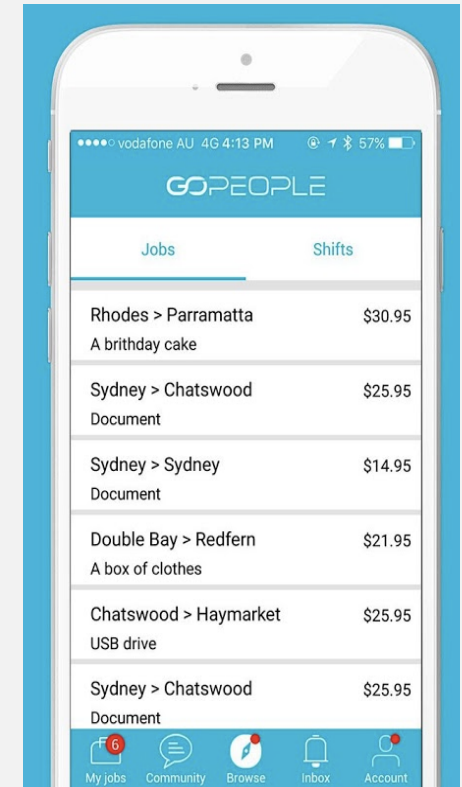 vodafone AU 4G 4:13 PM 57%
GOPEOPLE
Jobs Shifts
Rhodes > Parramatta $30.95
A brithday cake
Sydney > Chatswood $25.95
Document
Sydney > Sydney $14.95
Document
Double Bay > Redfern $21.95
A box of clothes
Chatswood > Haymarket $25.95
USB drive
Sydney > Chatswood $25.95
Document
6
My jobs Community Browse Inbox Account